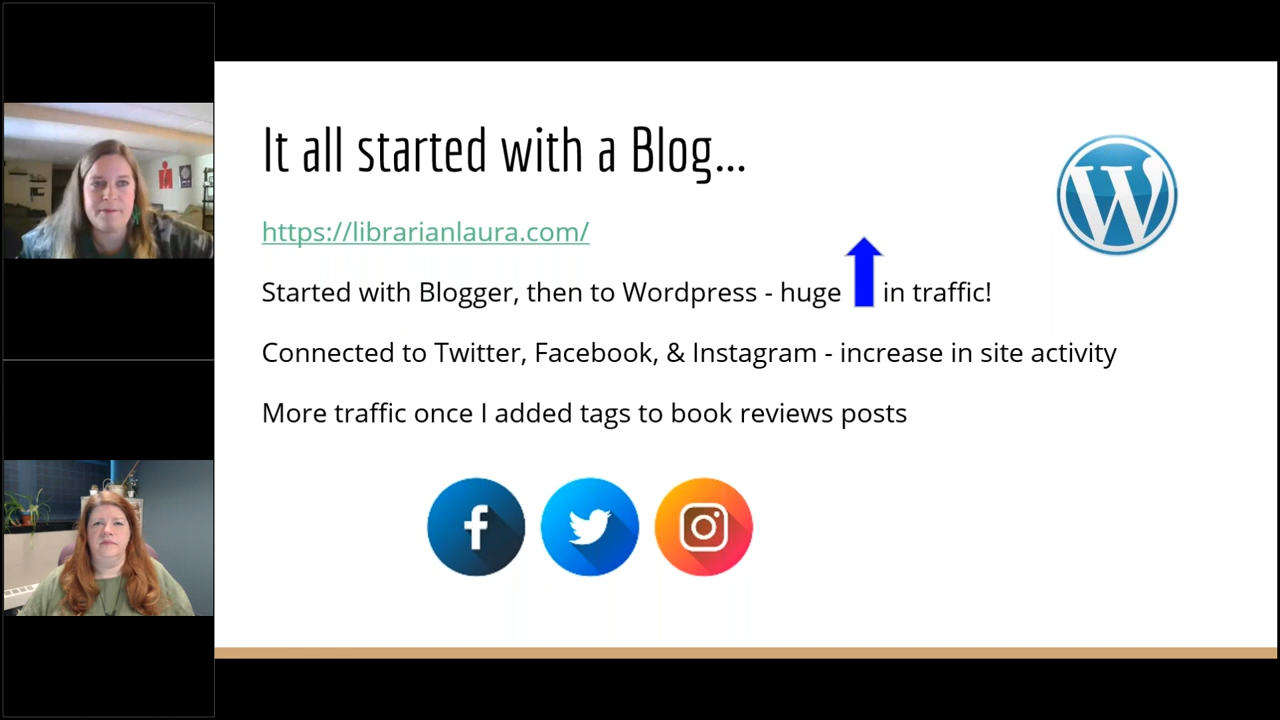 It all started with a Blog...
https://librarianlaura.com/
Started with Blogger, then to Wordpress - huge in traffic!
Connected to Twitter, Facebook, & Instagram - increase in site activity
More traffic once I added tags to book reviews posts